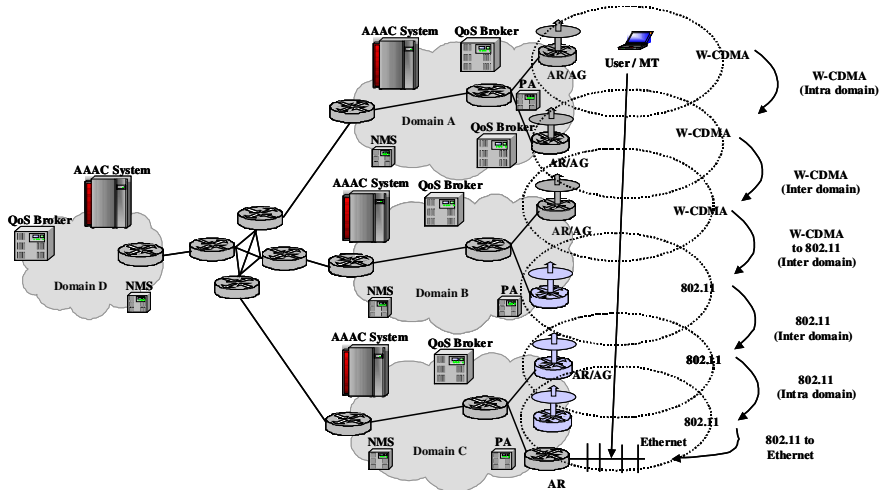 AAAC System
QoS Broker
AR/AG
User / MT
W-CDMA
W-CDMA
(Intra domain)
PA
Domain A
NMS
QoS Broker
AR/AG
W-CDMA
W-CDMA
(Inter domain)
AAAC System
QoS Broker
AR/AG
W-CDMA
W-CDMA
to 802.11
(Inter domain)
Domain B
NMS
PA
802.11
802.11
(Inter domain)
AAAC System
QoS Broker
Domain D
NMS
AAAC System
QoS Broker
AR/AG
802.11
802.11
(Intra domain)
802.11
Domain C
NMS
PA
AR
Ethernet
802.11 to
Ethernet